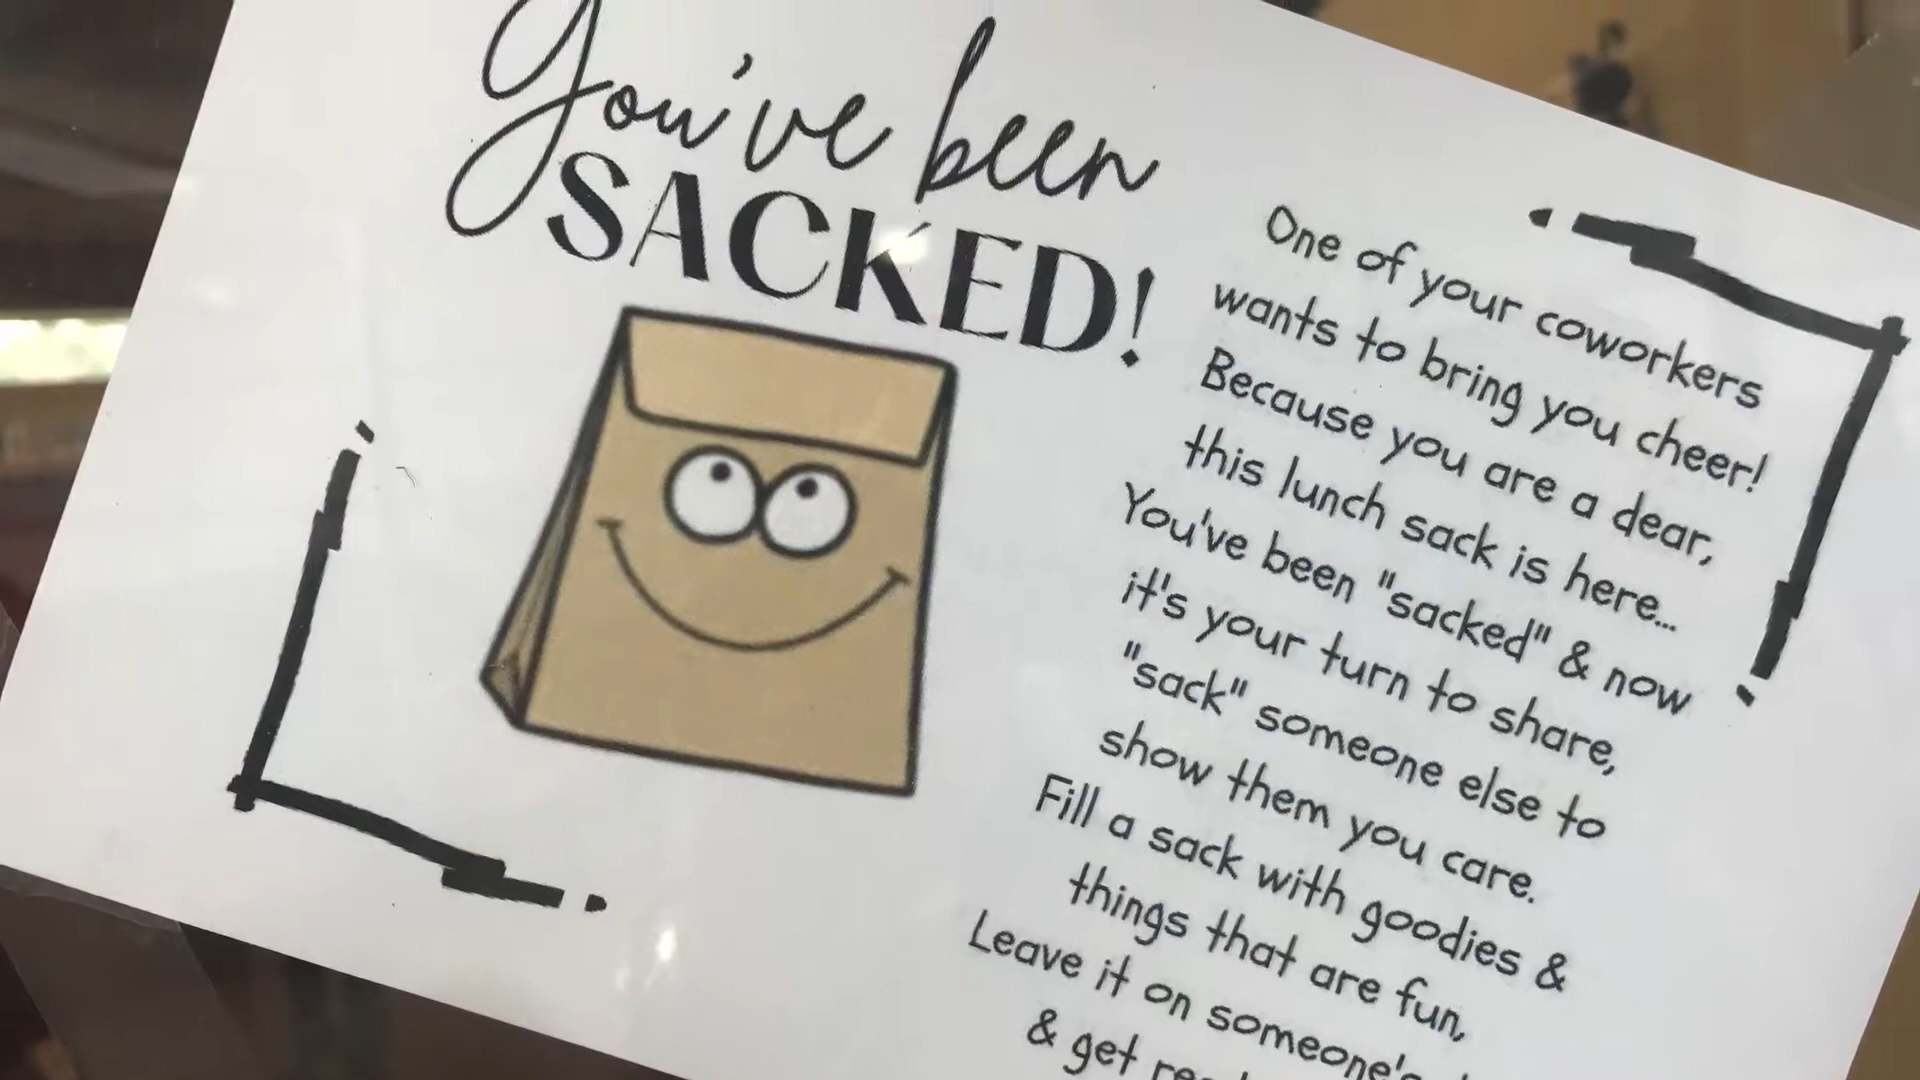 You've been
SACKED!
One of your coworkers
wants to bring you cheer!
Because you are a dear,
this lunch sack is here...
You've been "sacked" & now
it's your turn to share,
"sack" someone else to
show them you care.
Fill a sack with goodies &
things that are fun,
Leave it on someone's
& get